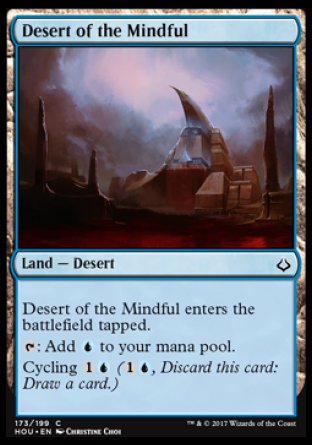 Desert of the Mindful
Land — Desert
Desert of the Mindful enters the
battlefield tapped.
: Add to your mana pool.
Cycling 1 (1 , Discard this card:
Draw a card.)
173/199 C
HOU • EN Christine Choi
™ & © 2017 Wizards of the Coast